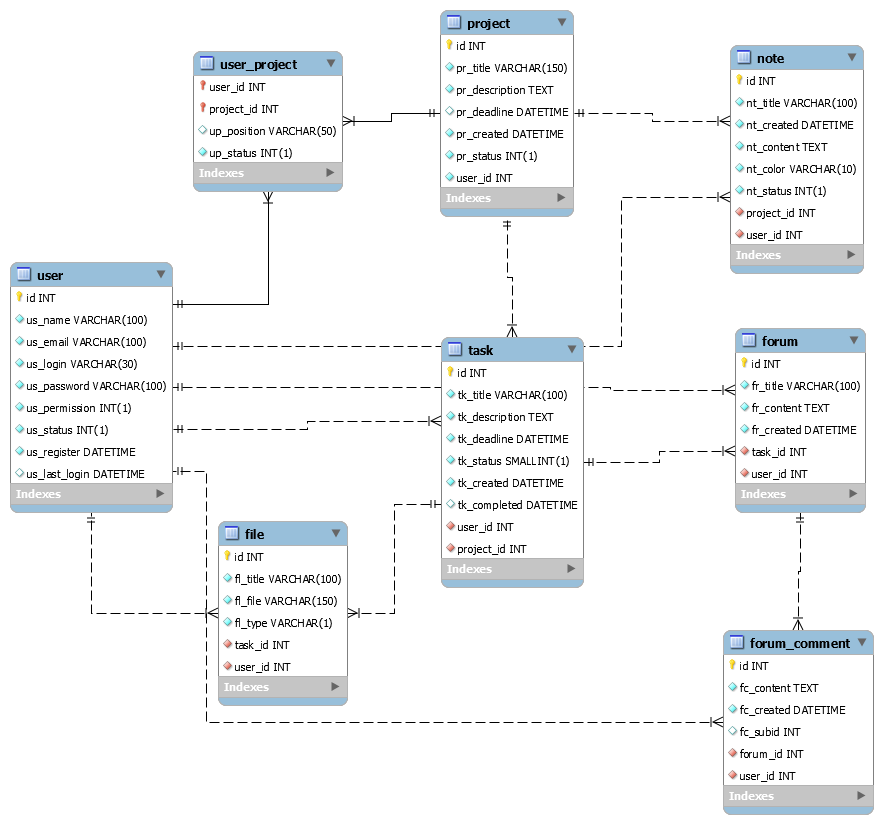 project
id INT
pr_title VARCHAR(150)
pr_description TEXT
pr_deadline DATETIME
pr_created DATETIME
pr_status INT(1)
user_id INT
Indexes
user_project
user_id INT
project_id INT
up_position VARCHAR(50)
up_status INT(1)
Indexes
note
id INT
nt_title VARCHAR(100)
nt_created DATETIME
nt_content TEXT
nt_color VARCHAR(10)
nt_status INT(1)
project_id INT
user_id INT
Indexes
user
id INT
us_name VARCHAR(100)
us_email VARCHAR(100)
us_login VARCHAR(30)
us_password VARCHAR(100)
us_permission INT(1)
us_status INT(1)
us_register DATETIME
us_last_login DATETIME
Indexes
task
id INT
tk_title VARCHAR(100)
tk_description TEXT
tk_deadline DATETIME
tk_status SMALLINT(1)
tk_created DATETIME
tk_completed DATETIME
user_id INT
project_id INT
Indexes
forum
id INT
fr_title VARCHAR(100)
fr_content TEXT
fr_created DATETIME
task_id INT
user_id INT
Indexes
file
id INT
fl_title VARCHAR(100)
fl_file VARCHAR(150)
fl_type VARCHAR(1)
task_id INT
user_id INT
Indexes
forum_comment
id INT
fc_content TEXT
fc_created DATETIME
fc_subid INT
forum_id INT
user_id INT
Indexes